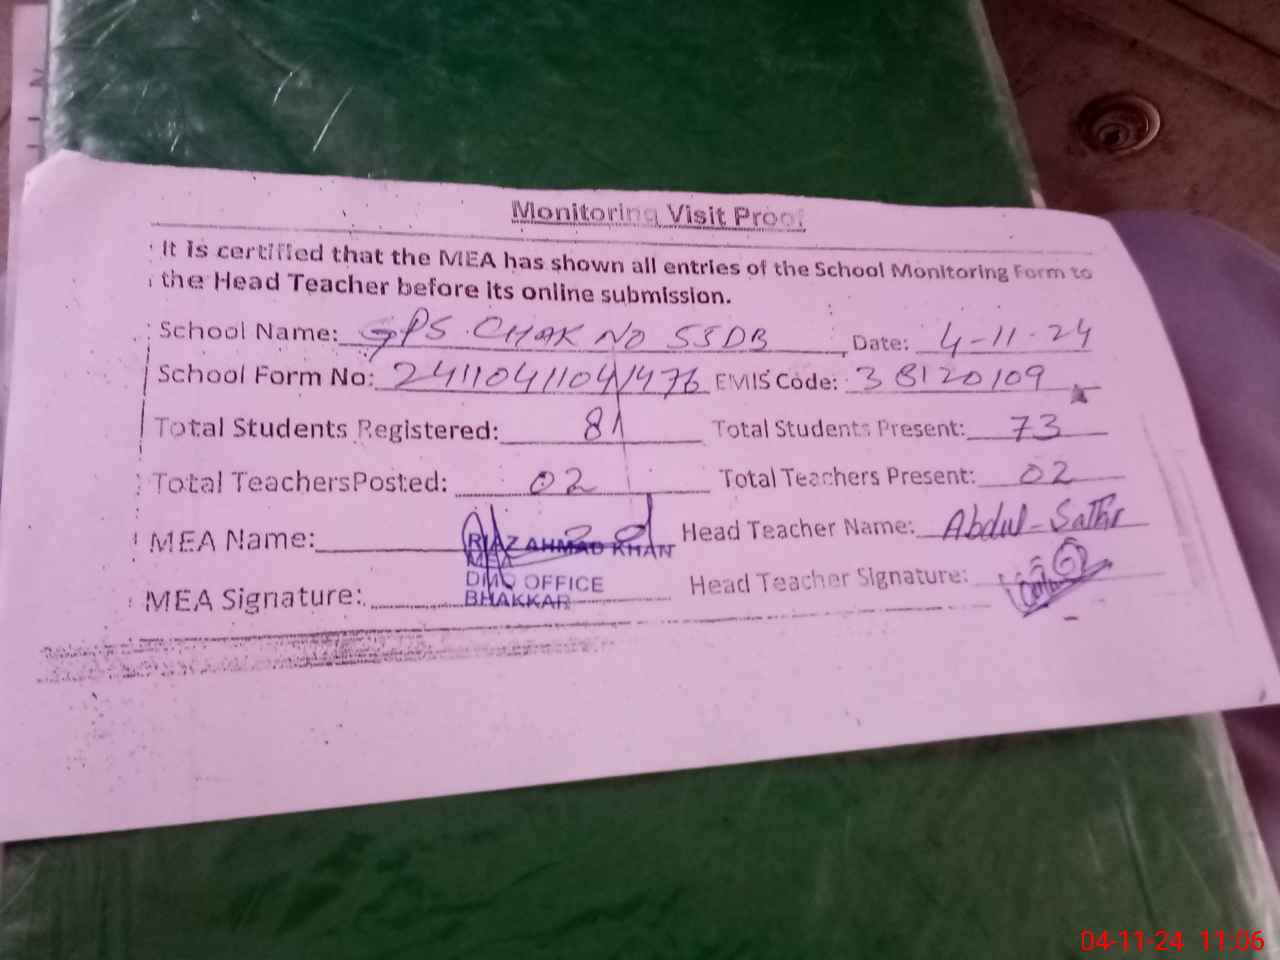 Monitoring Visit Proof
It is certified that the MEA has shown all entries of the School Monitoring Form to
the Head Teacher before its online submission.
School Name: GPS CHAK NO 53DB Date: 4-11-24
School Form No: 24110411041476 EMIS Code: 38120109
Total Students Registered: 81 Total Students Present: 73
Total TeachersPosted: 02 Total Teachers Present: 02
MEA Name: RIAZ AHMAD KHAN Head Teacher Name: Abdul-Sattar
MEA
DMO OFFICE
MEA Signature: BHAKKAR Head Teacher Signature:
04-11-24 11:06